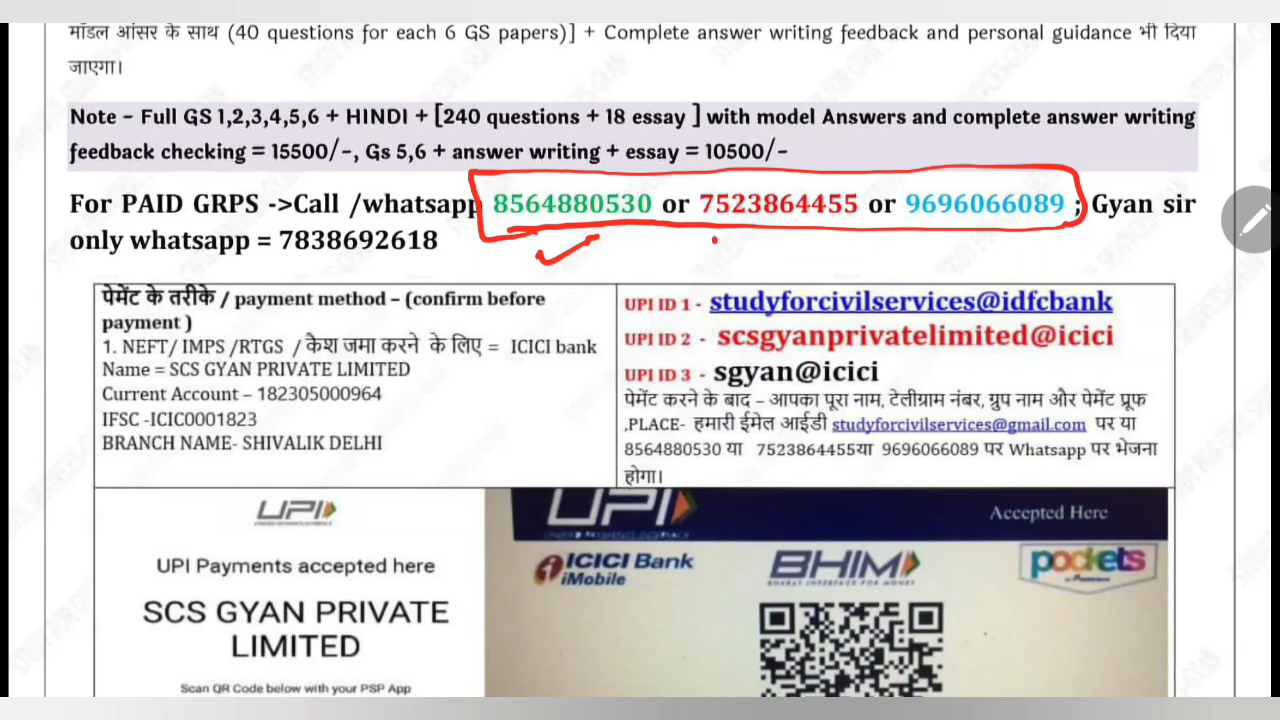 मॉडल आंसर के साथ (40 questions for each 6 GS papers)] + Complete answer writing feedback and personal guidance भी दिया
जाएगा।
Note – Full GS 1,2,3,4,5,6 + HINDI + [240 questions + 18 essay ] with model Answers and complete answer writing
feedback checking = 15500/-, Gs 5,6 + answer writing + essay = 10500/-
For PAID GRPS ->Call /whatsapp 8564880530 or 7523864455 or 9696066089 ; Gyan sir
only whatsapp = 7838692618
पेमेंट के तरीके / payment method – (confirm before
payment )
1. NEFT/ IMPS /RTGS / कैश जमा करने के लिए = ICICI bank
Name = SCS GYAN PRIVATE LIMITED
Current Account – 182305000964
IFSC -ICIC0001823
BRANCH NAME- SHIVALIK DELHI
UPI ID 1 - studyforcivilservices@idfcbank
UPI ID 2 - scsgyanprivatelimited@icici
UPI ID 3 - sgyan@icici
पेमेंट करने के बाद – आपका पूरा नाम, टेलीग्राम नंबर, ग्रुप नाम और पेमेंट प्रूफ
,PLACE- हमारी ईमेल आईडी studyforcivilservices@gmail.com पर या
8564880530 या 7523864455या 9696066089 पर Whatsapp पर भेजना
होगा।
UPI
UPI Payments accepted here
SCS GYAN PRIVATE
LIMITED
Scan QR Code below with your PSP App
UPI
Accepted Here
ICICI Bank
iMobile
BHIM
BHARAT INTERFACE FOR MONEY
pockets